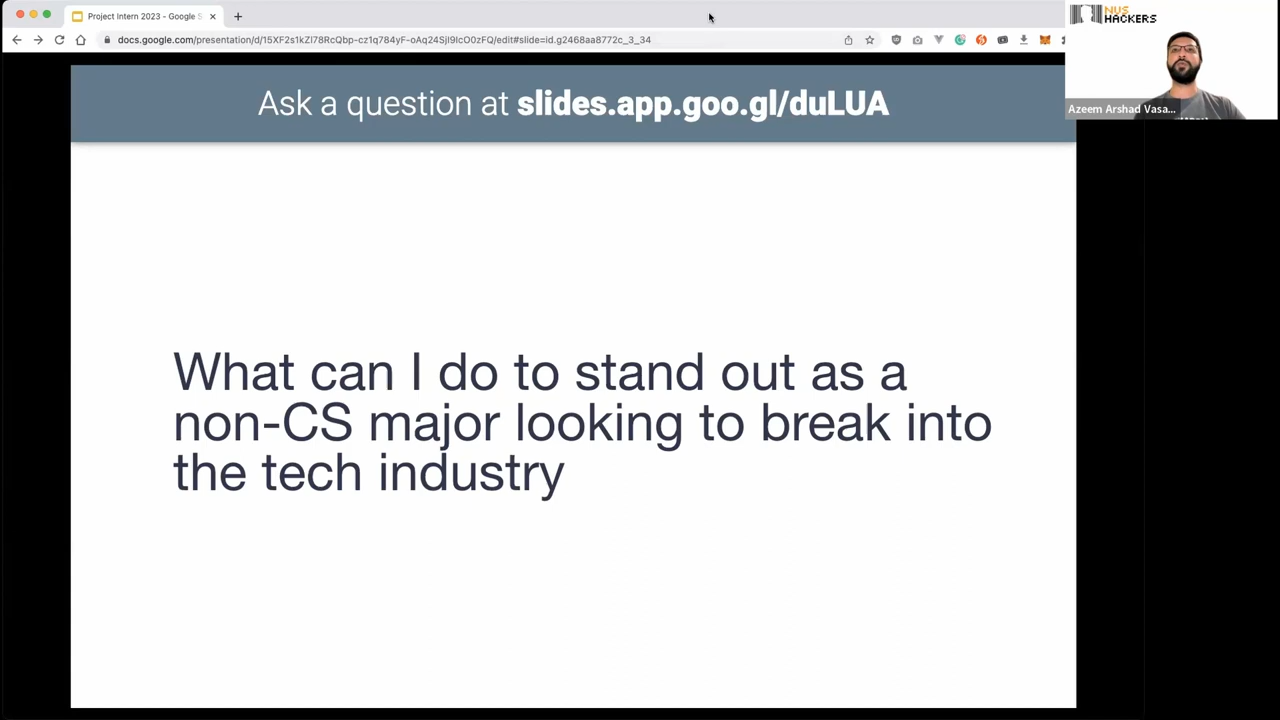 Project Intern 2023 - Google S
docs.google.com/presentation/d/15XF2s1kZl78RcQbp-cz1q784yF-oAq24Sjl9IcO0zFQ/edit#slide=id.g2468aa8772c_3_34
NUS
HACKERS
Azeem Arshad Vasa...
Ask a question at slides.app.goo.gl/duLUA
What can I do to stand out as a
non-CS major looking to break into
the tech industry